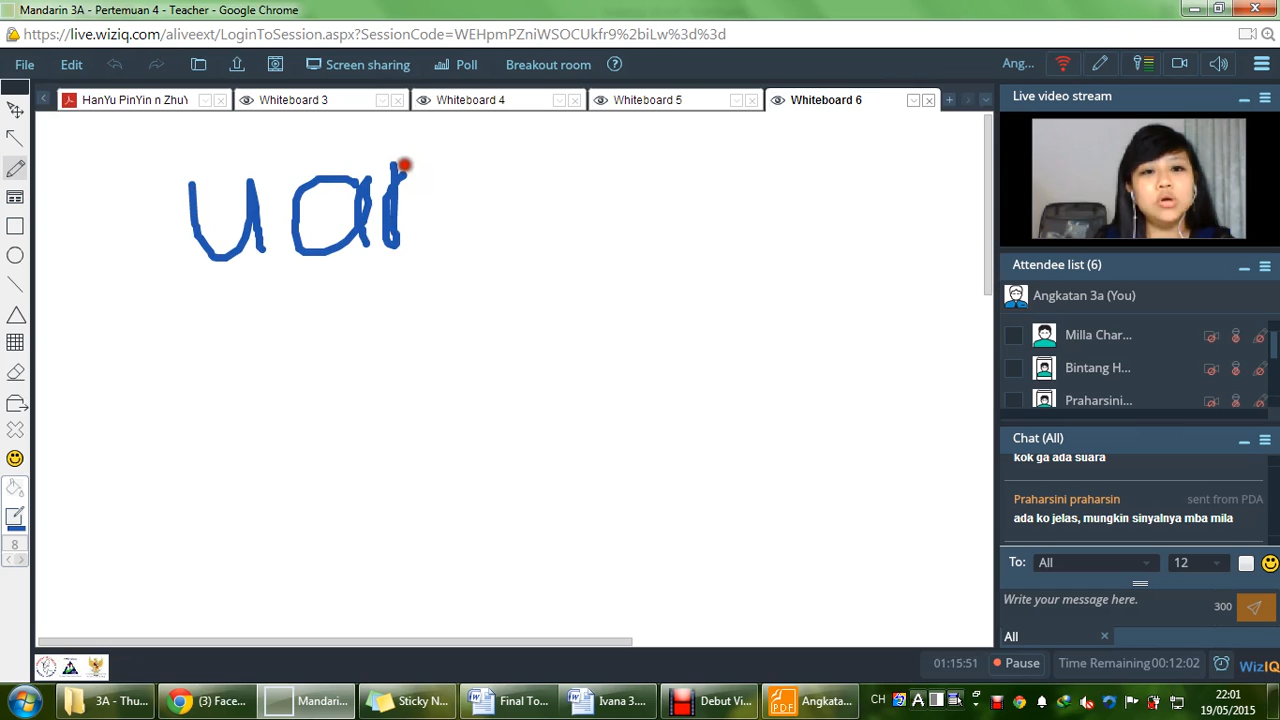 Mandarin 3A - Pertemuan 4 - Teacher - Google Chrome
https://live.wiziq.com/aliveext/LoginToSession.aspx?SessionCode=WEHpmPZniWSOCUkfr9%2biLw%3d%3d
File Edit Screen sharing Poll Breakout room ? Ang...
HanYu PinYin n ZhuY Whiteboard 3 Whiteboard 4 Whiteboard 5 Whiteboard 6
Live video stream
Attendee list (6)
Angkatan 3a (You)
Milla Char...
Bintang H...
Praharsini...
Chat (All)
kok ga ada suara
Praharsini praharsin sent from PDA
ada ko jelas, mungkin sinyalnya mba mila
To: All 12
Write your message here. 300
All
8
01:15:51 Pause Time Remaining 00:12:02 WizIQ
3A - Thu... (3) Face... Mandari... Sticky N... Final To... Ivana 3.... Debut Vi... Angkata... CH 22:01
19/05/2015